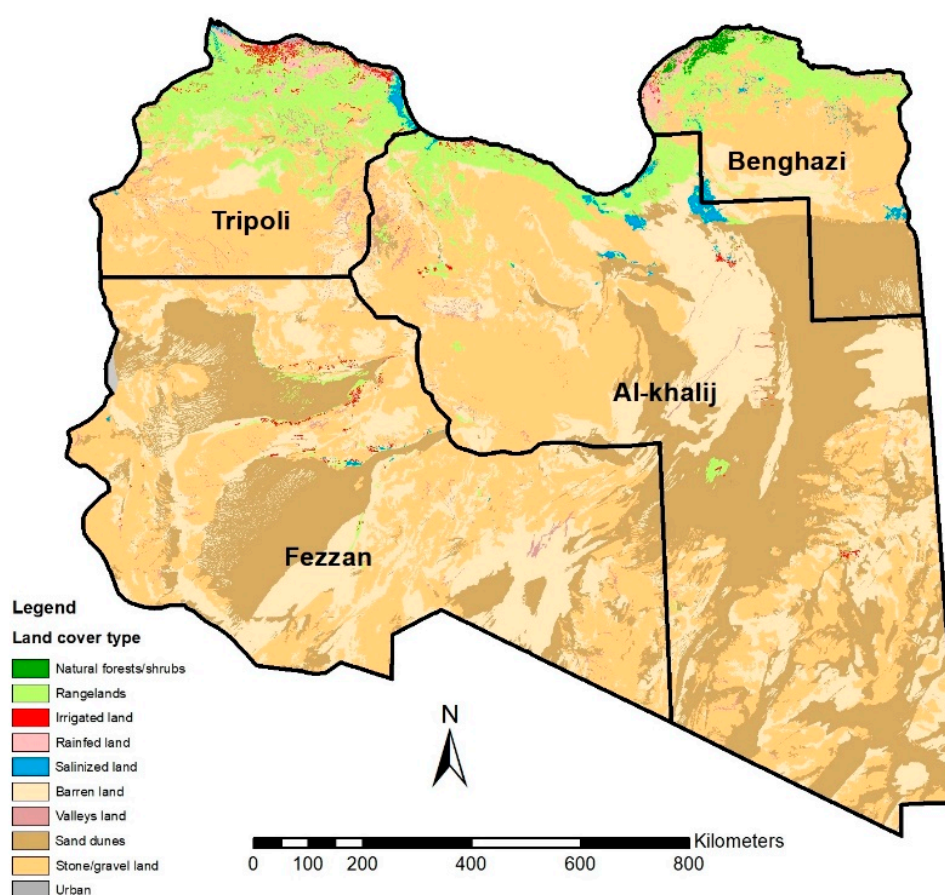 Benghazi
Tripoli
Al-khalij
Fezzan
Legend
Land cover type
Natural forests/shrubs
Rangelands
Irrigated land
Rainfed land
Salinized land
Barren land
Valleys land
Sand dunes
Stone/gravel land
Urban
N
Kilometers
0 100 200 400 600 800